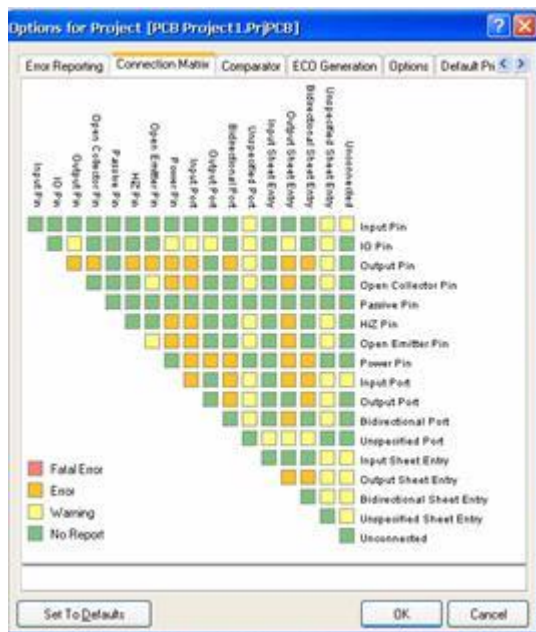 Options for Project [PCB Project1.PrjPCB]
Error Reporting
Connection Matrix
Comparator
ECO Generation
Options
Default Pri
Input Pin
IO Pin
Output Pin
Open Collector Pin
Passive Pin
HiZ Pin
Open Emitter Pin
Power Pin
Input Port
Output Port
Bidirectional Port
Unspecified Port
Input Sheet Entry
Output Sheet Entry
Bidirectional Sheet Entry
Unspecified Sheet Entry
Unconnected
Input Pin
IO Pin
Output Pin
Open Collector Pin
Passive Pin
HiZ Pin
Open Emitter Pin
Power Pin
Input Port
Output Port
Bidirectional Port
Unspecified Port
Input Sheet Entry
Output Sheet Entry
Bidirectional Sheet Entry
Unspecified Sheet Entry
Unconnected
Fatal Error
Error
Warning
No Report
Set To Defaults
OK
Cancel